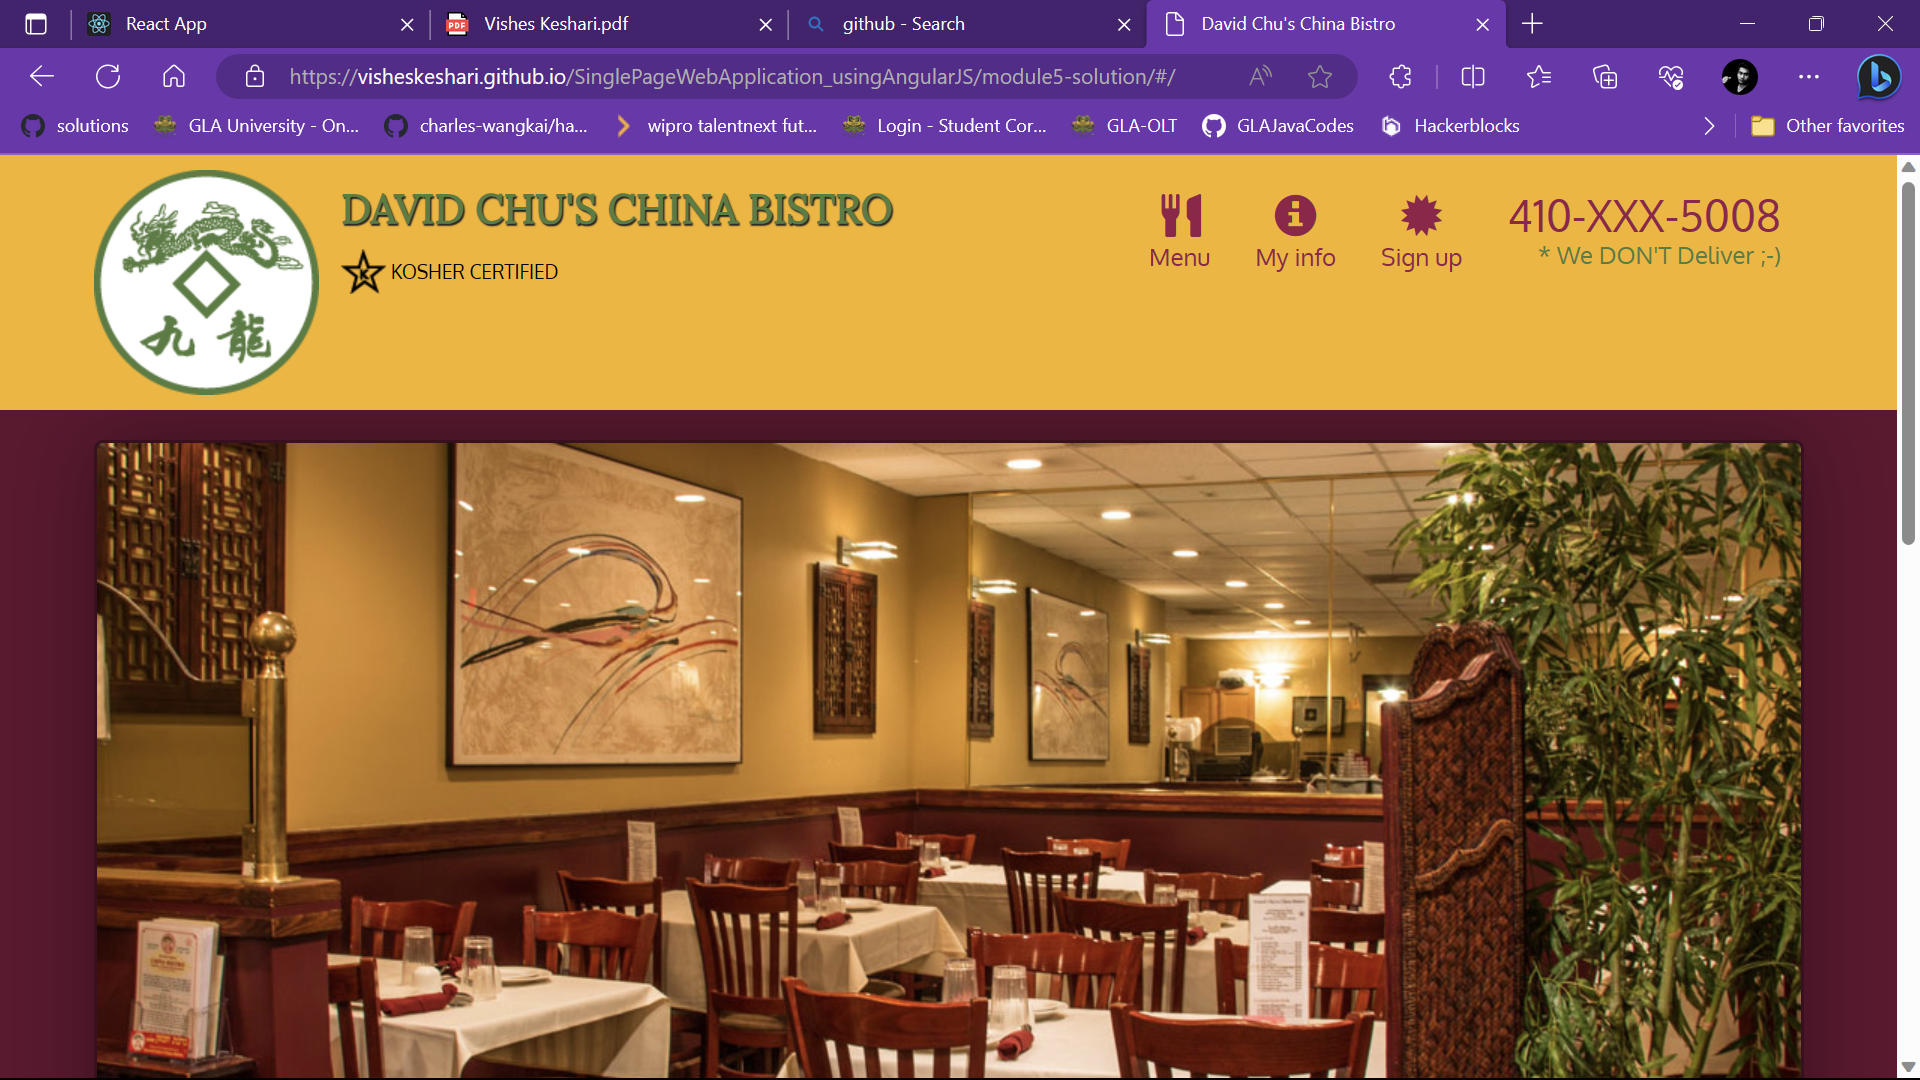 React App
Vishes Keshari.pdf
github - Search
David Chu's China Bistro
https://visheskeshari.github.io/SinglePageWebApplication_usingAngularJS/module5-solution/#/
solutions
GLA University - On...
charles-wangkai/ha...
wipro talentnext fut...
Login - Student Cor...
GLA-OLT
GLAJavaCodes
Hackerblocks
Other favorites
DAVID CHU'S CHINA BISTRO
K
KOSHER CERTIFIED
九龍
Menu
My info
Sign up
410-XXX-5008
* We DON'T Deliver ;-)